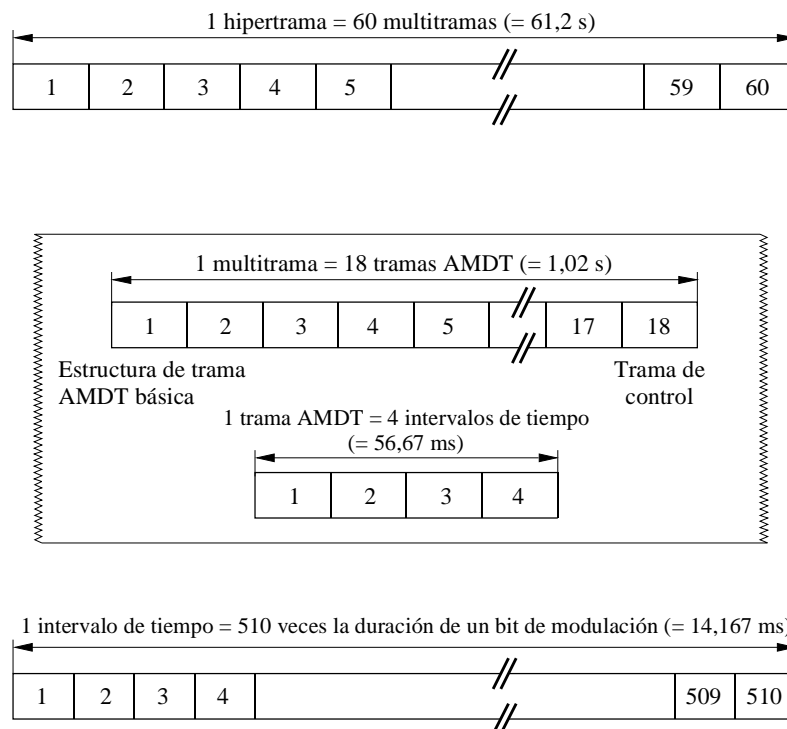 1 hipertrama = 60 multitramas (= 61,2 s)
1 2 3 4 5 59 60
1 multitrama = 18 tramas AMDT (= 1,02 s)
1 2 3 4 5 17 18
Estructura de trama
AMDT básica
Trama de
control
1 trama AMDT = 4 intervalos de tiempo
(= 56,67 ms)
1 2 3 4
1 intervalo de tiempo = 510 veces la duración de un bit de modulación (= 14,167 ms)
1 2 3 4 509 510